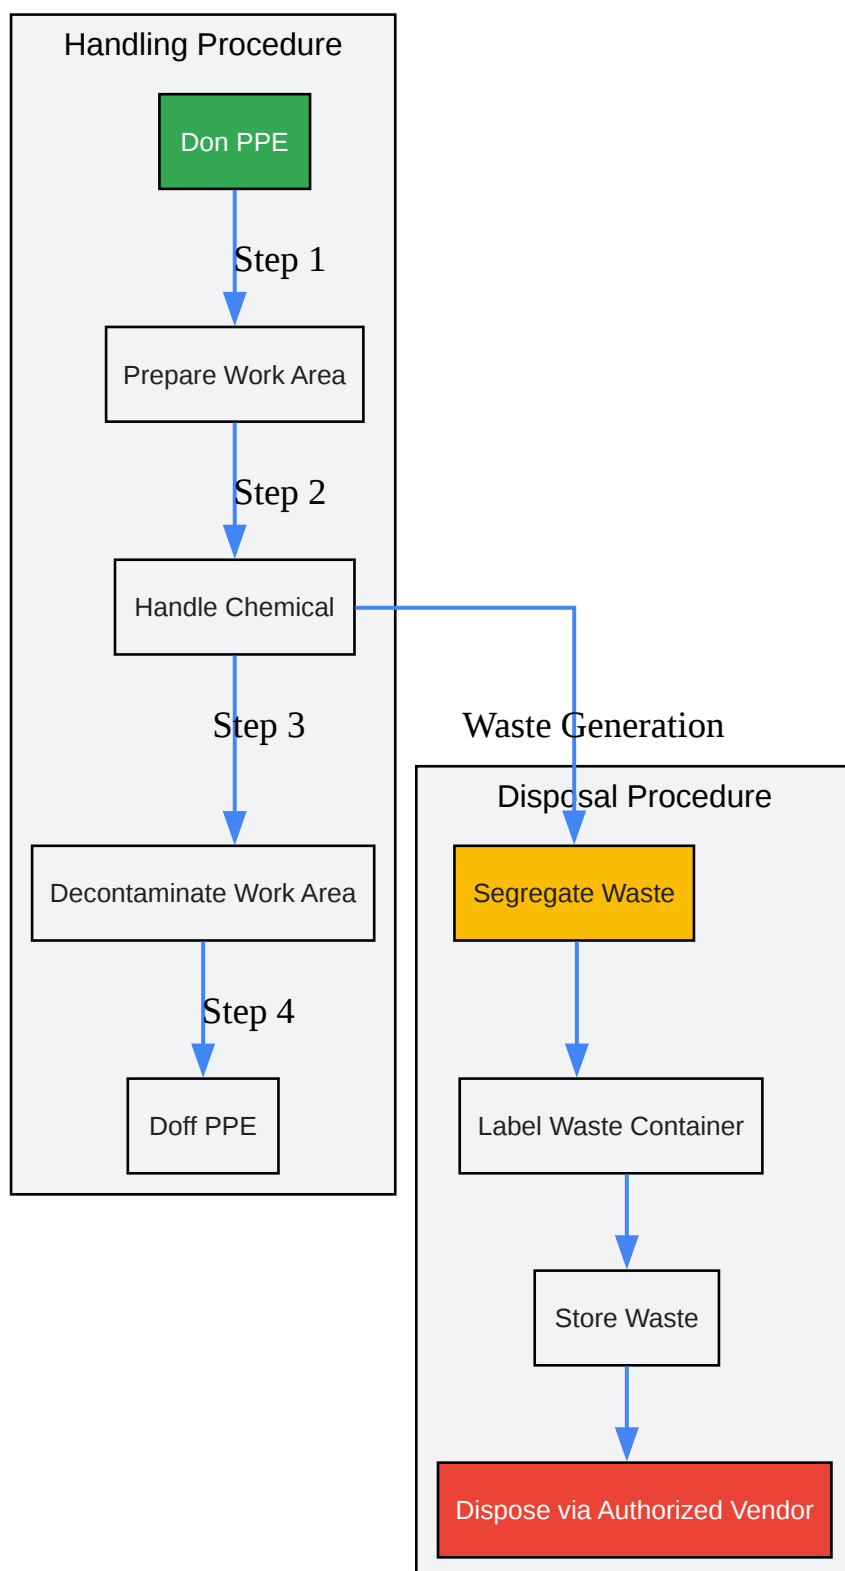 Handling Procedure
Don PPE
Step 1
Prepare Work Area
Step 2
Handle Chemical
Step 3
Waste Generation
Disposal Procedure
Decontaminate Work Area
Segregate Waste
Step 4
Doff PPE
Label Waste Container
Store Waste
Dispose via Authorized Vendor